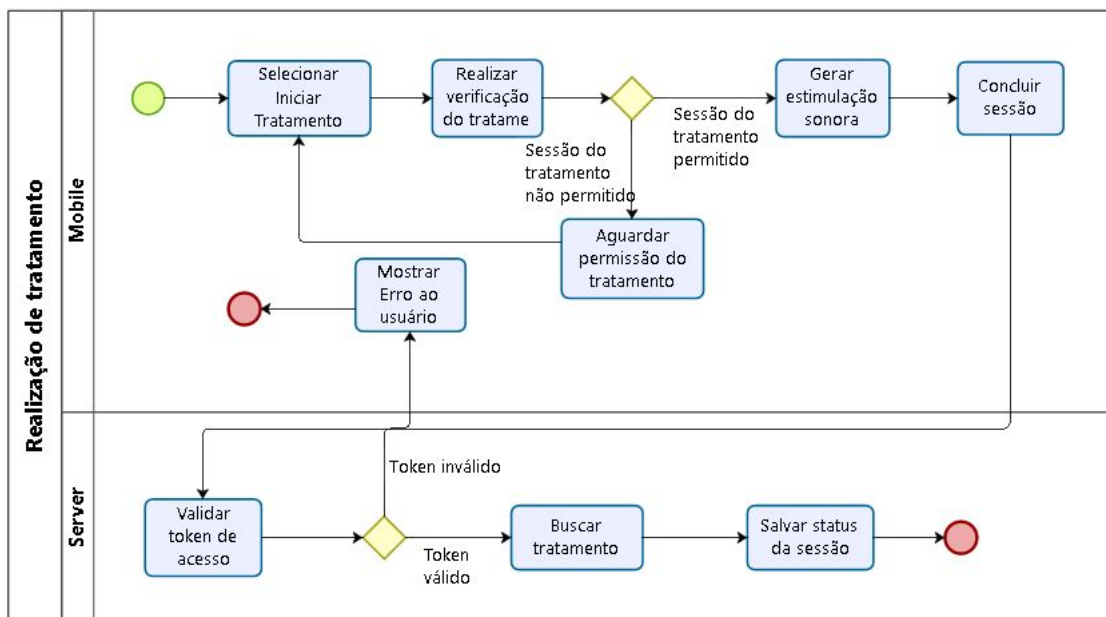 Realização de tratamento
Mobile
Selecionar
Iniciar
Tratamento
Realizar
verificação
do tratame
Gerar
estimulação
sonora
Concluir
sessão
Sessão do
tratamento
permitido
Sessão do
tratamento
não permitido
Aguardar
permissão do
tratamento
Mostrar
Erro ao
usuário
Server
Token inválido
Validar
token de
acesso
Token
válido
Buscar
tratamento
Salvar status
da sessão